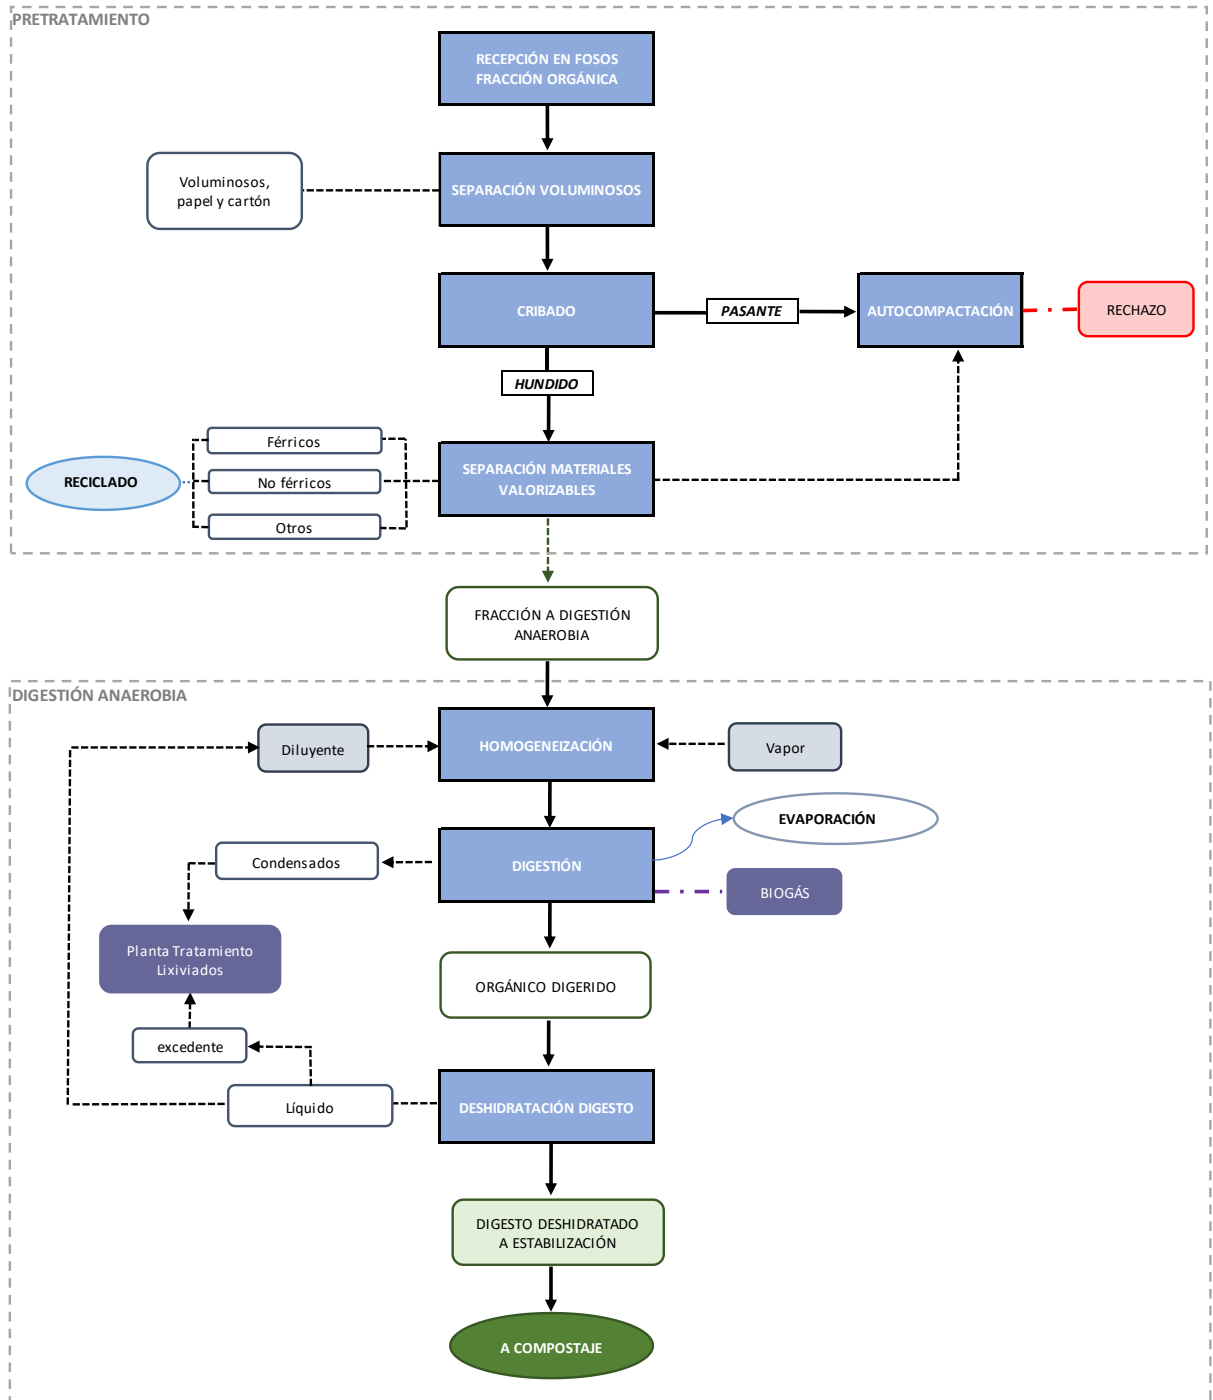 PRETRATAMIENTO
RECEPCIÓN EN FOSOS
FRACCIÓN ORGÁNICA
Voluminosos,
papel y cartón
SEPARACIÓN VOLUMINOSOS
CRIBADO
PASANTE
AUTOCOMPACTACIÓN
RECHAZO
HUNDIDO
RECICLADO
Férricos
No férricos
Otros
SEPARACIÓN MATERIALES
VALORIZABLES
FRACCIÓN A DIGESTIÓN
ANAEROBIA
DIGESTIÓN ANAEROBIA
Diluyente
HOMOGENEIZACIÓN
Vapor
EVAPORACIÓN
Condensados
DIGESTIÓN
BIOGÁS
Planta Tratamiento
Lixiviados
ORGÁNICO DIGERIDO
excedente
Líquido
DESHIDRATACIÓN DIGESTO
DIGESTO DESHIDRATADO
A ESTABILIZACIÓN
A COMPOSTAJE